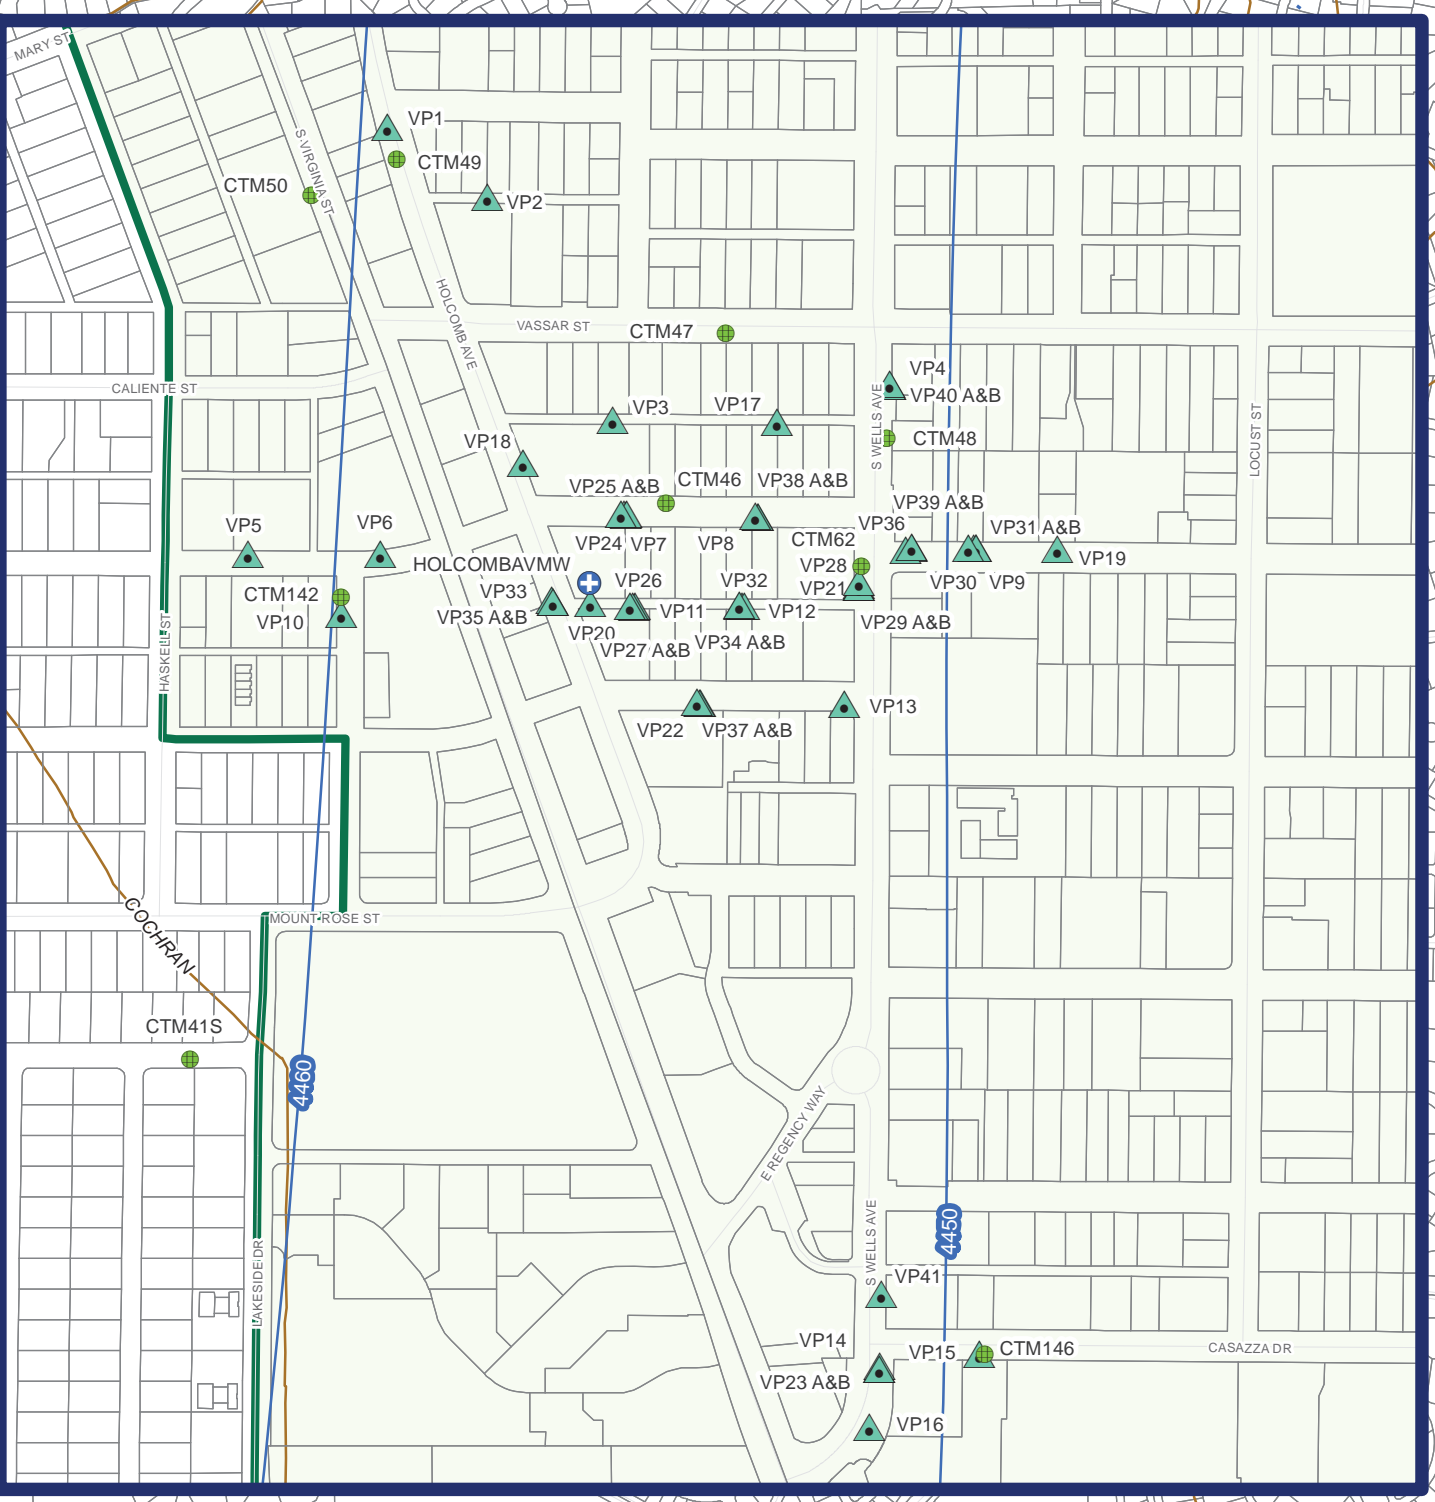 MARY ST
VP1
CTM49
S VIRGINIA ST
CTM50
VP2
HOLCOMB AVE
VASSAR ST
CTM47
VP4
CALIENTE ST
S WELLS AVE
VP40 A&B
VP3
VP17
LOCUST ST
VP18
CTM48
CTM46
VP25 A&B
VP38 A&B
VP39 A&B
VP5
VP6
VP36
VP31 A&B
VP24
VP7
VP8
CTM62
VP19
HOLCOMBAVMW
VP28
VP33
VP26
VP32
VP21
VP30
VP9
CTM142
VP35 A&B
VP11
VP12
VP10
VP20
VP29 A&B
HASKELL ST
VP27 A&B
VP34 A&B
VP13
VP22
VP37 A&B
COCHRAN
MOUNT ROSE ST
CTM41S
4460
E REGENCY WAY
4450
S WELLS AVE
LAKESIDE DR
VP41
VP14
VP15
CTM146
CASAZZA DR
VP23 A&B
VP16